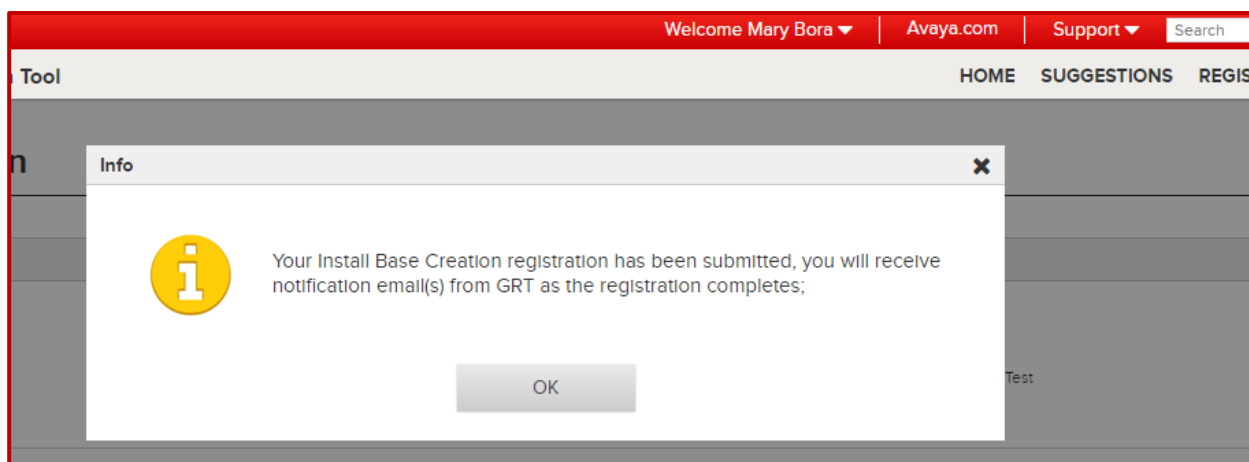 Welcome Mary Bora Avaya.com Support Search
Tool HOME SUGGESTIONS REGIS
n
Info
Your Install Base Creation registration has been submitted, you will receive
notification email(s) from GRT as the registration completes;
OK
Test